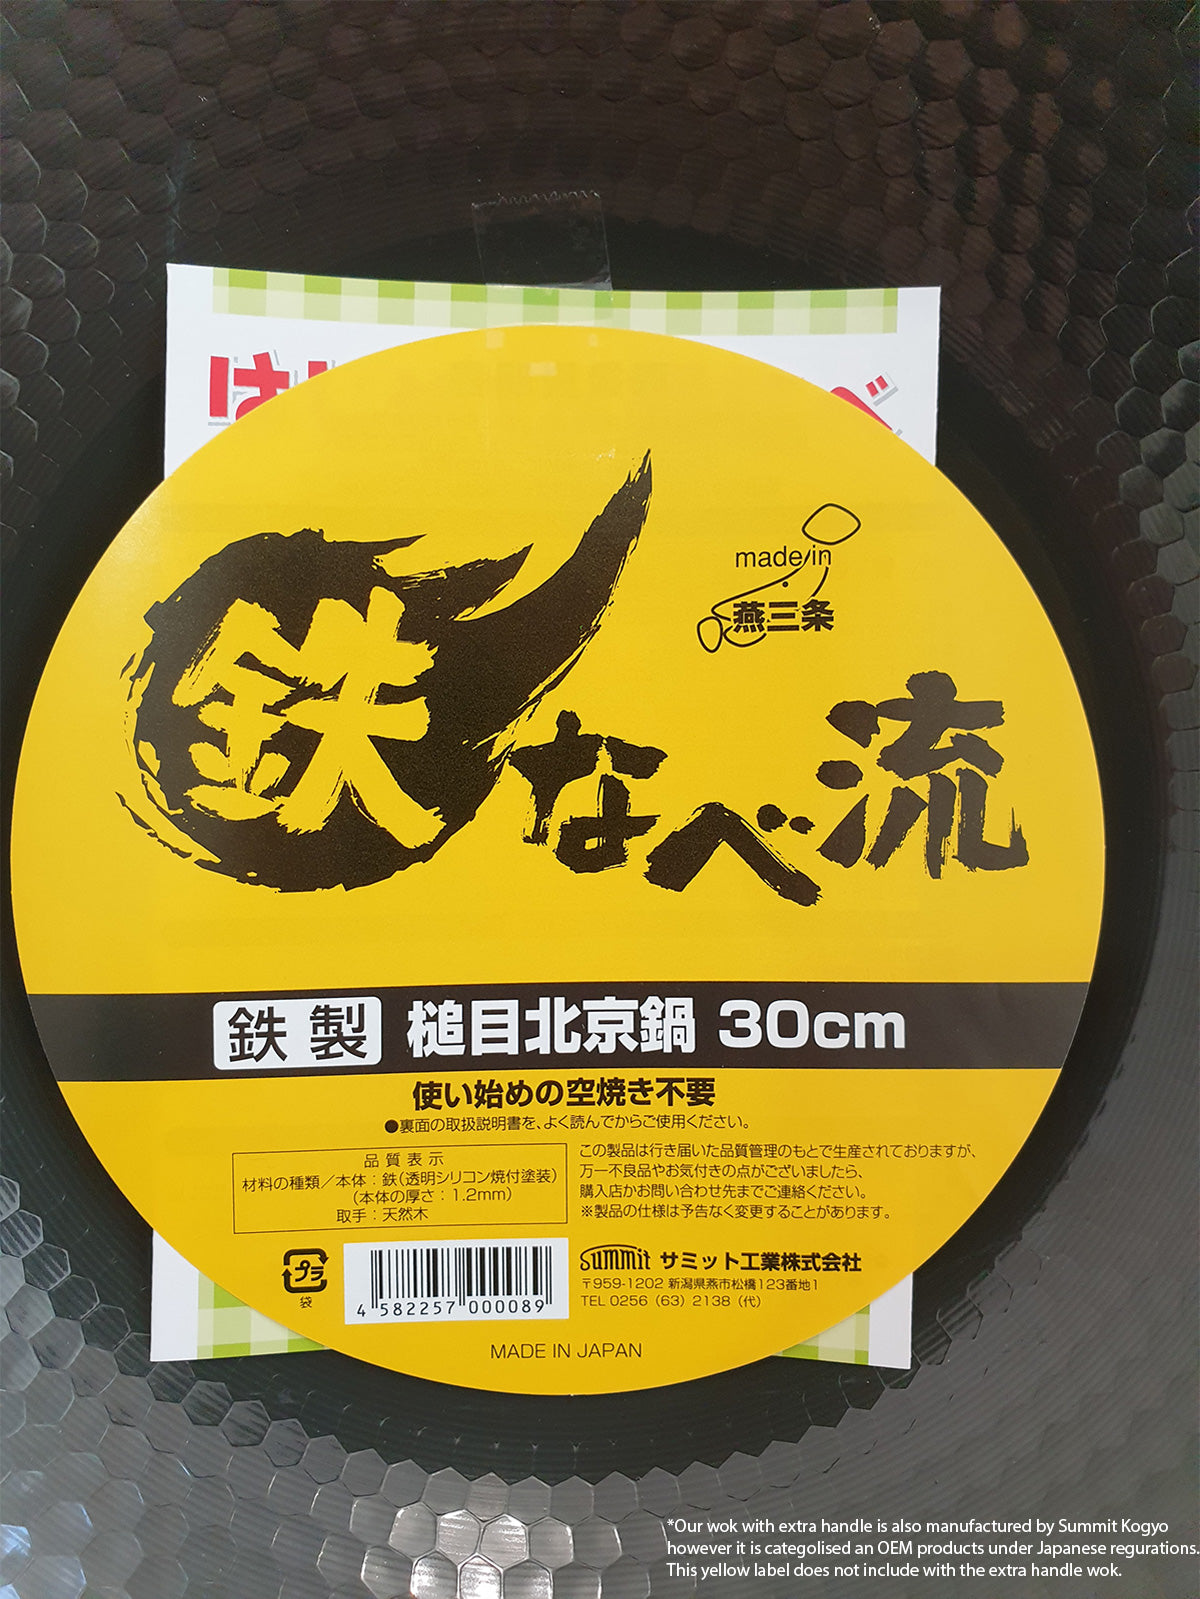 は
made in
燕三条
鉄なべ流
鉄製 槌目北京鍋 30cm
使い始めの空焼き不要
●裏面の取扱説明書を、よく読んでからご使用ください。
品質表示
材料の種類／本体：鉄(透明シリコン焼付塗装)
(本体の厚さ：1.2mm)
取手：天然木
この製品は行き届いた品質管理のもとで生産されておりますが、
万一不良品やお気付きの点がございましたら、
購入店かお問い合わせ先までご連絡ください。
※製品の仕様は予告なく変更することがあります。
プラ
袋
4 582257 000089
summit サミット工業株式会社
〒959-1202 新潟県燕市松橋123番地1
TEL 0256（63）2138（代）
MADE IN JAPAN
*Our wok with extra handle is also manufactured by Summit Kogyo
however it is categolised an OEM products under Japanese regurations.
This yellow label does not include with the extra handle wok.